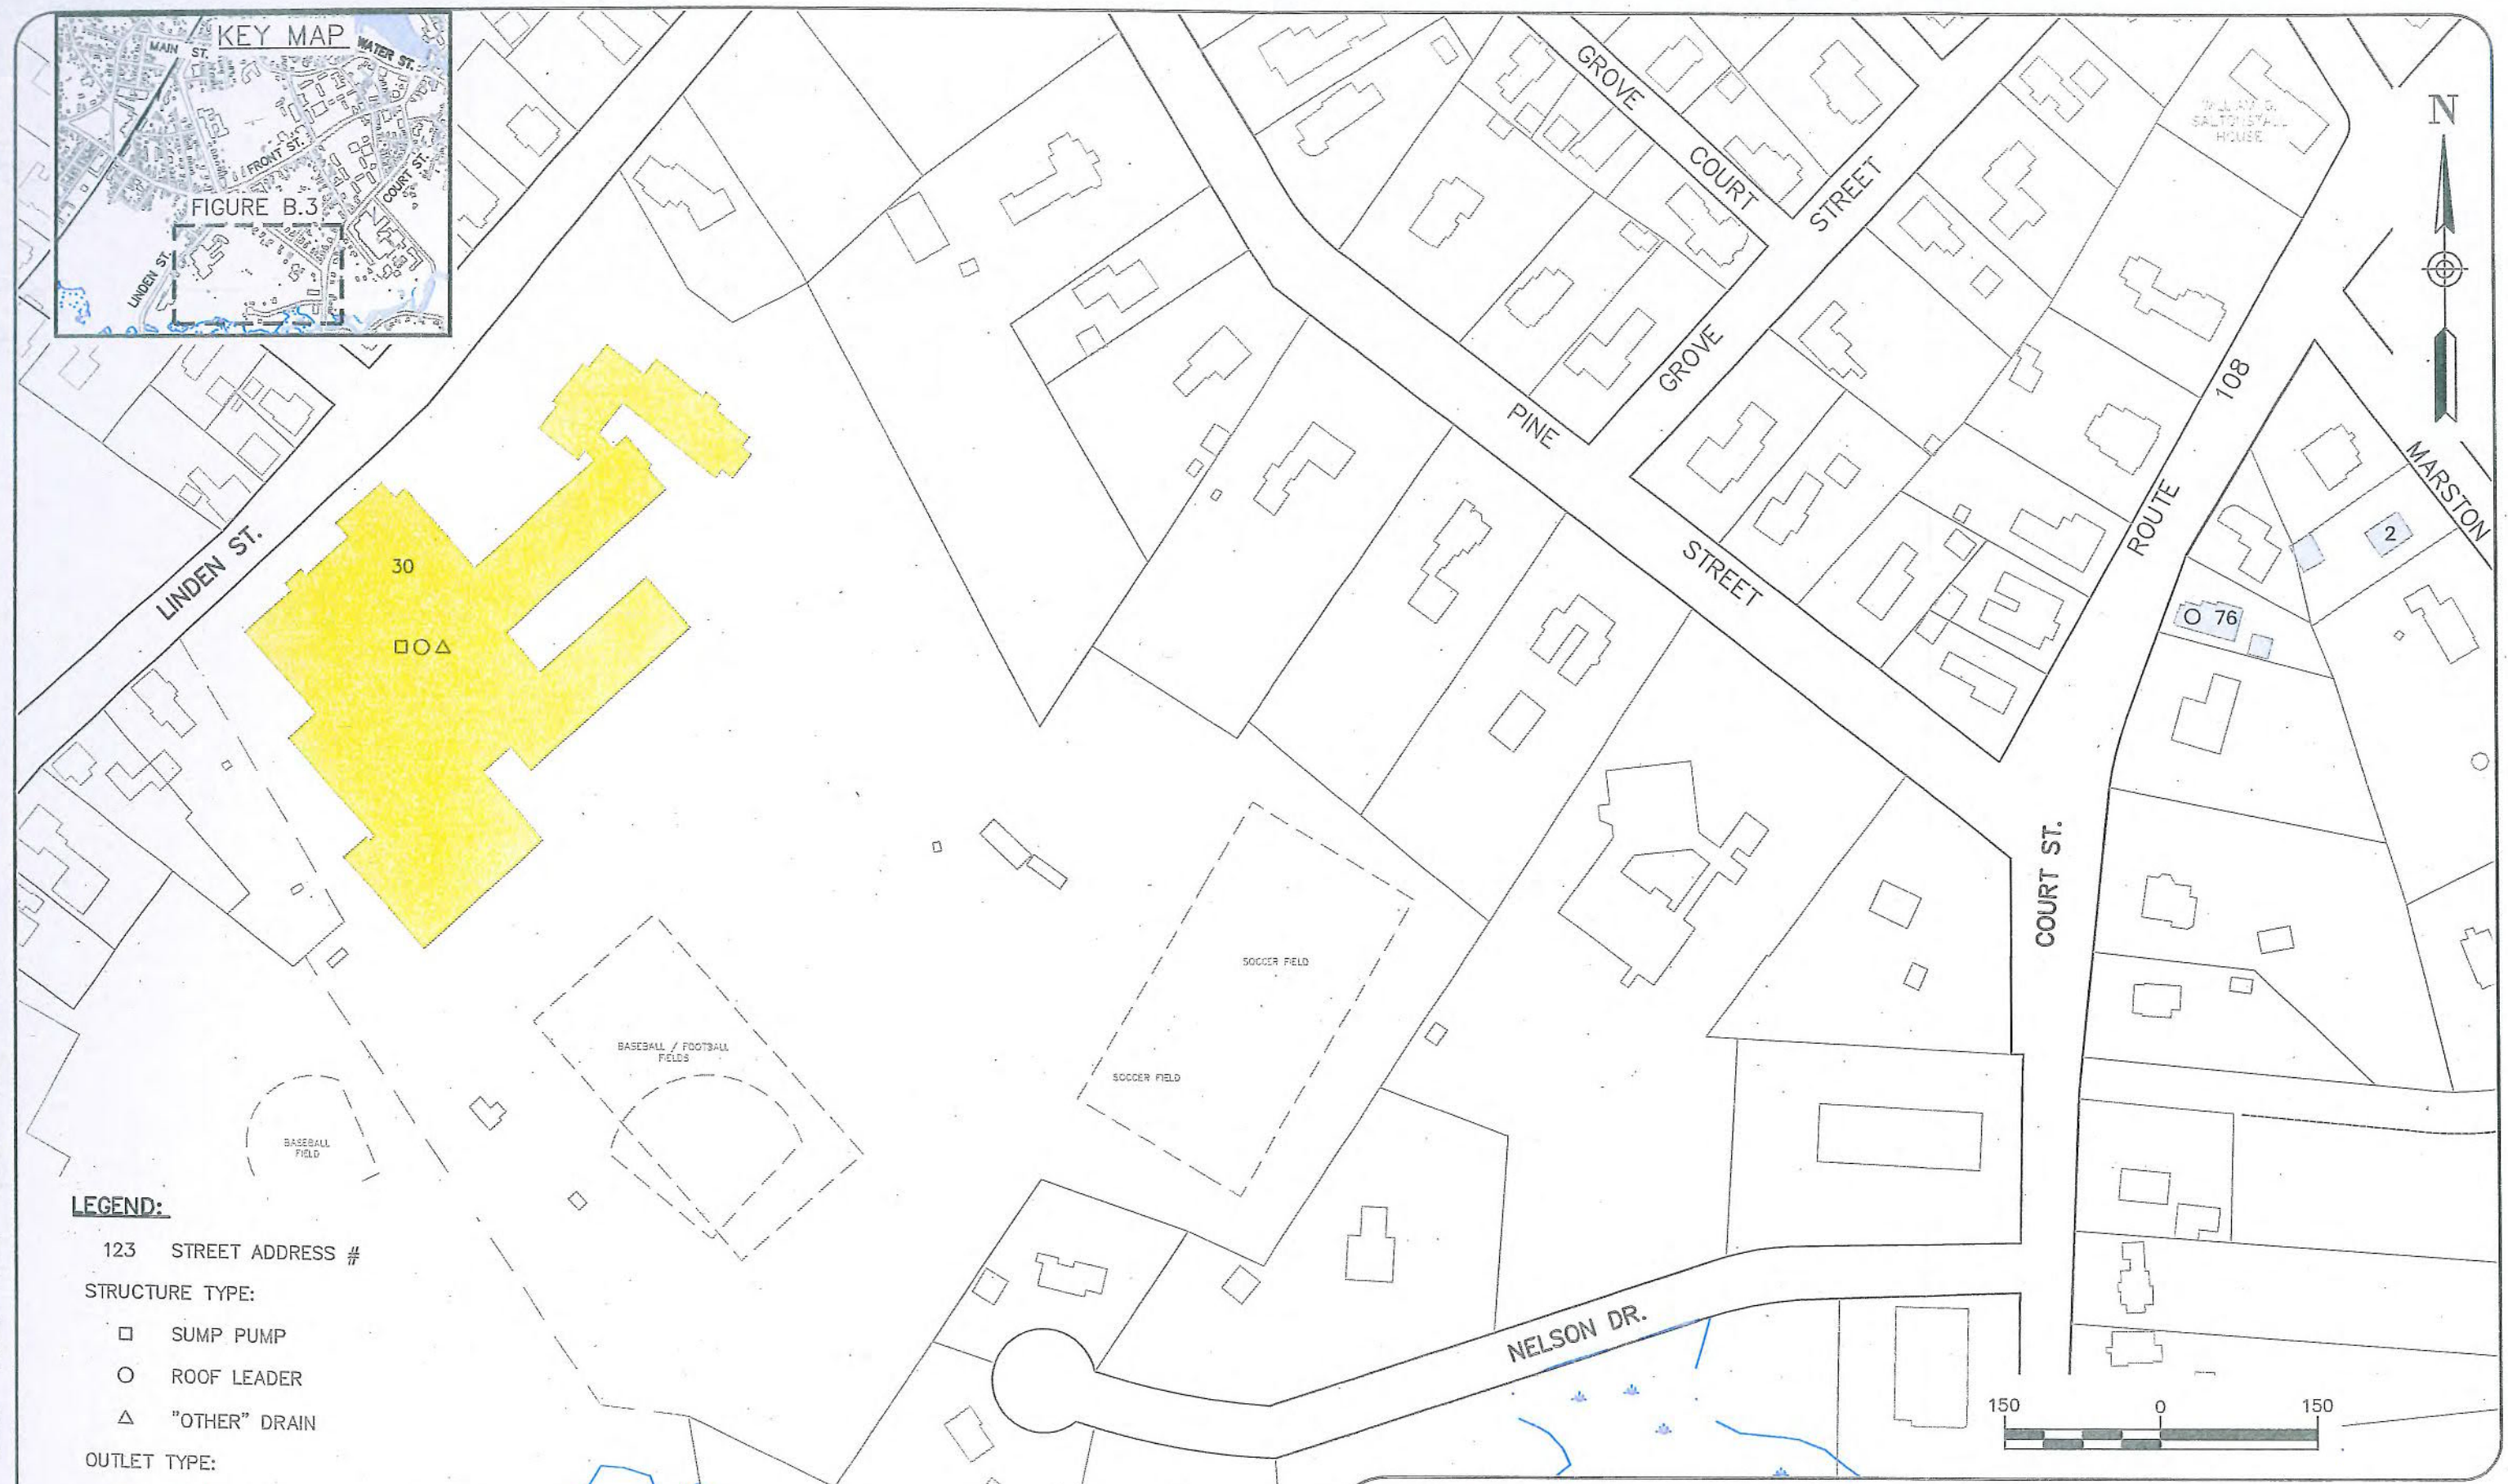 KEY MAP
MAIN ST.
WATER ST.
FRONT ST.
COURT ST.
FIGURE B.3
LINDEN ST.
GROVE
COURT
GROVE
STREET
WILLIAM G.
SALTONSTALL
HOUSE
N
PINE
STREET
ROUTE
108
MARSTON
2
76
LINDEN ST.
30
COURT ST.
SOCCER FIELD
SOCCER FIELD
BASEBALL / FOOTBALL
FIELDS
BASEBALL
FIELD
NELSON DR.
LEGEND:
123 STREET ADDRESS #
STRUCTURE TYPE:
□ SUMP PUMP
○ ROOF LEADER
△ "OTHER" DRAIN
OUTLET TYPE:
150 0 150